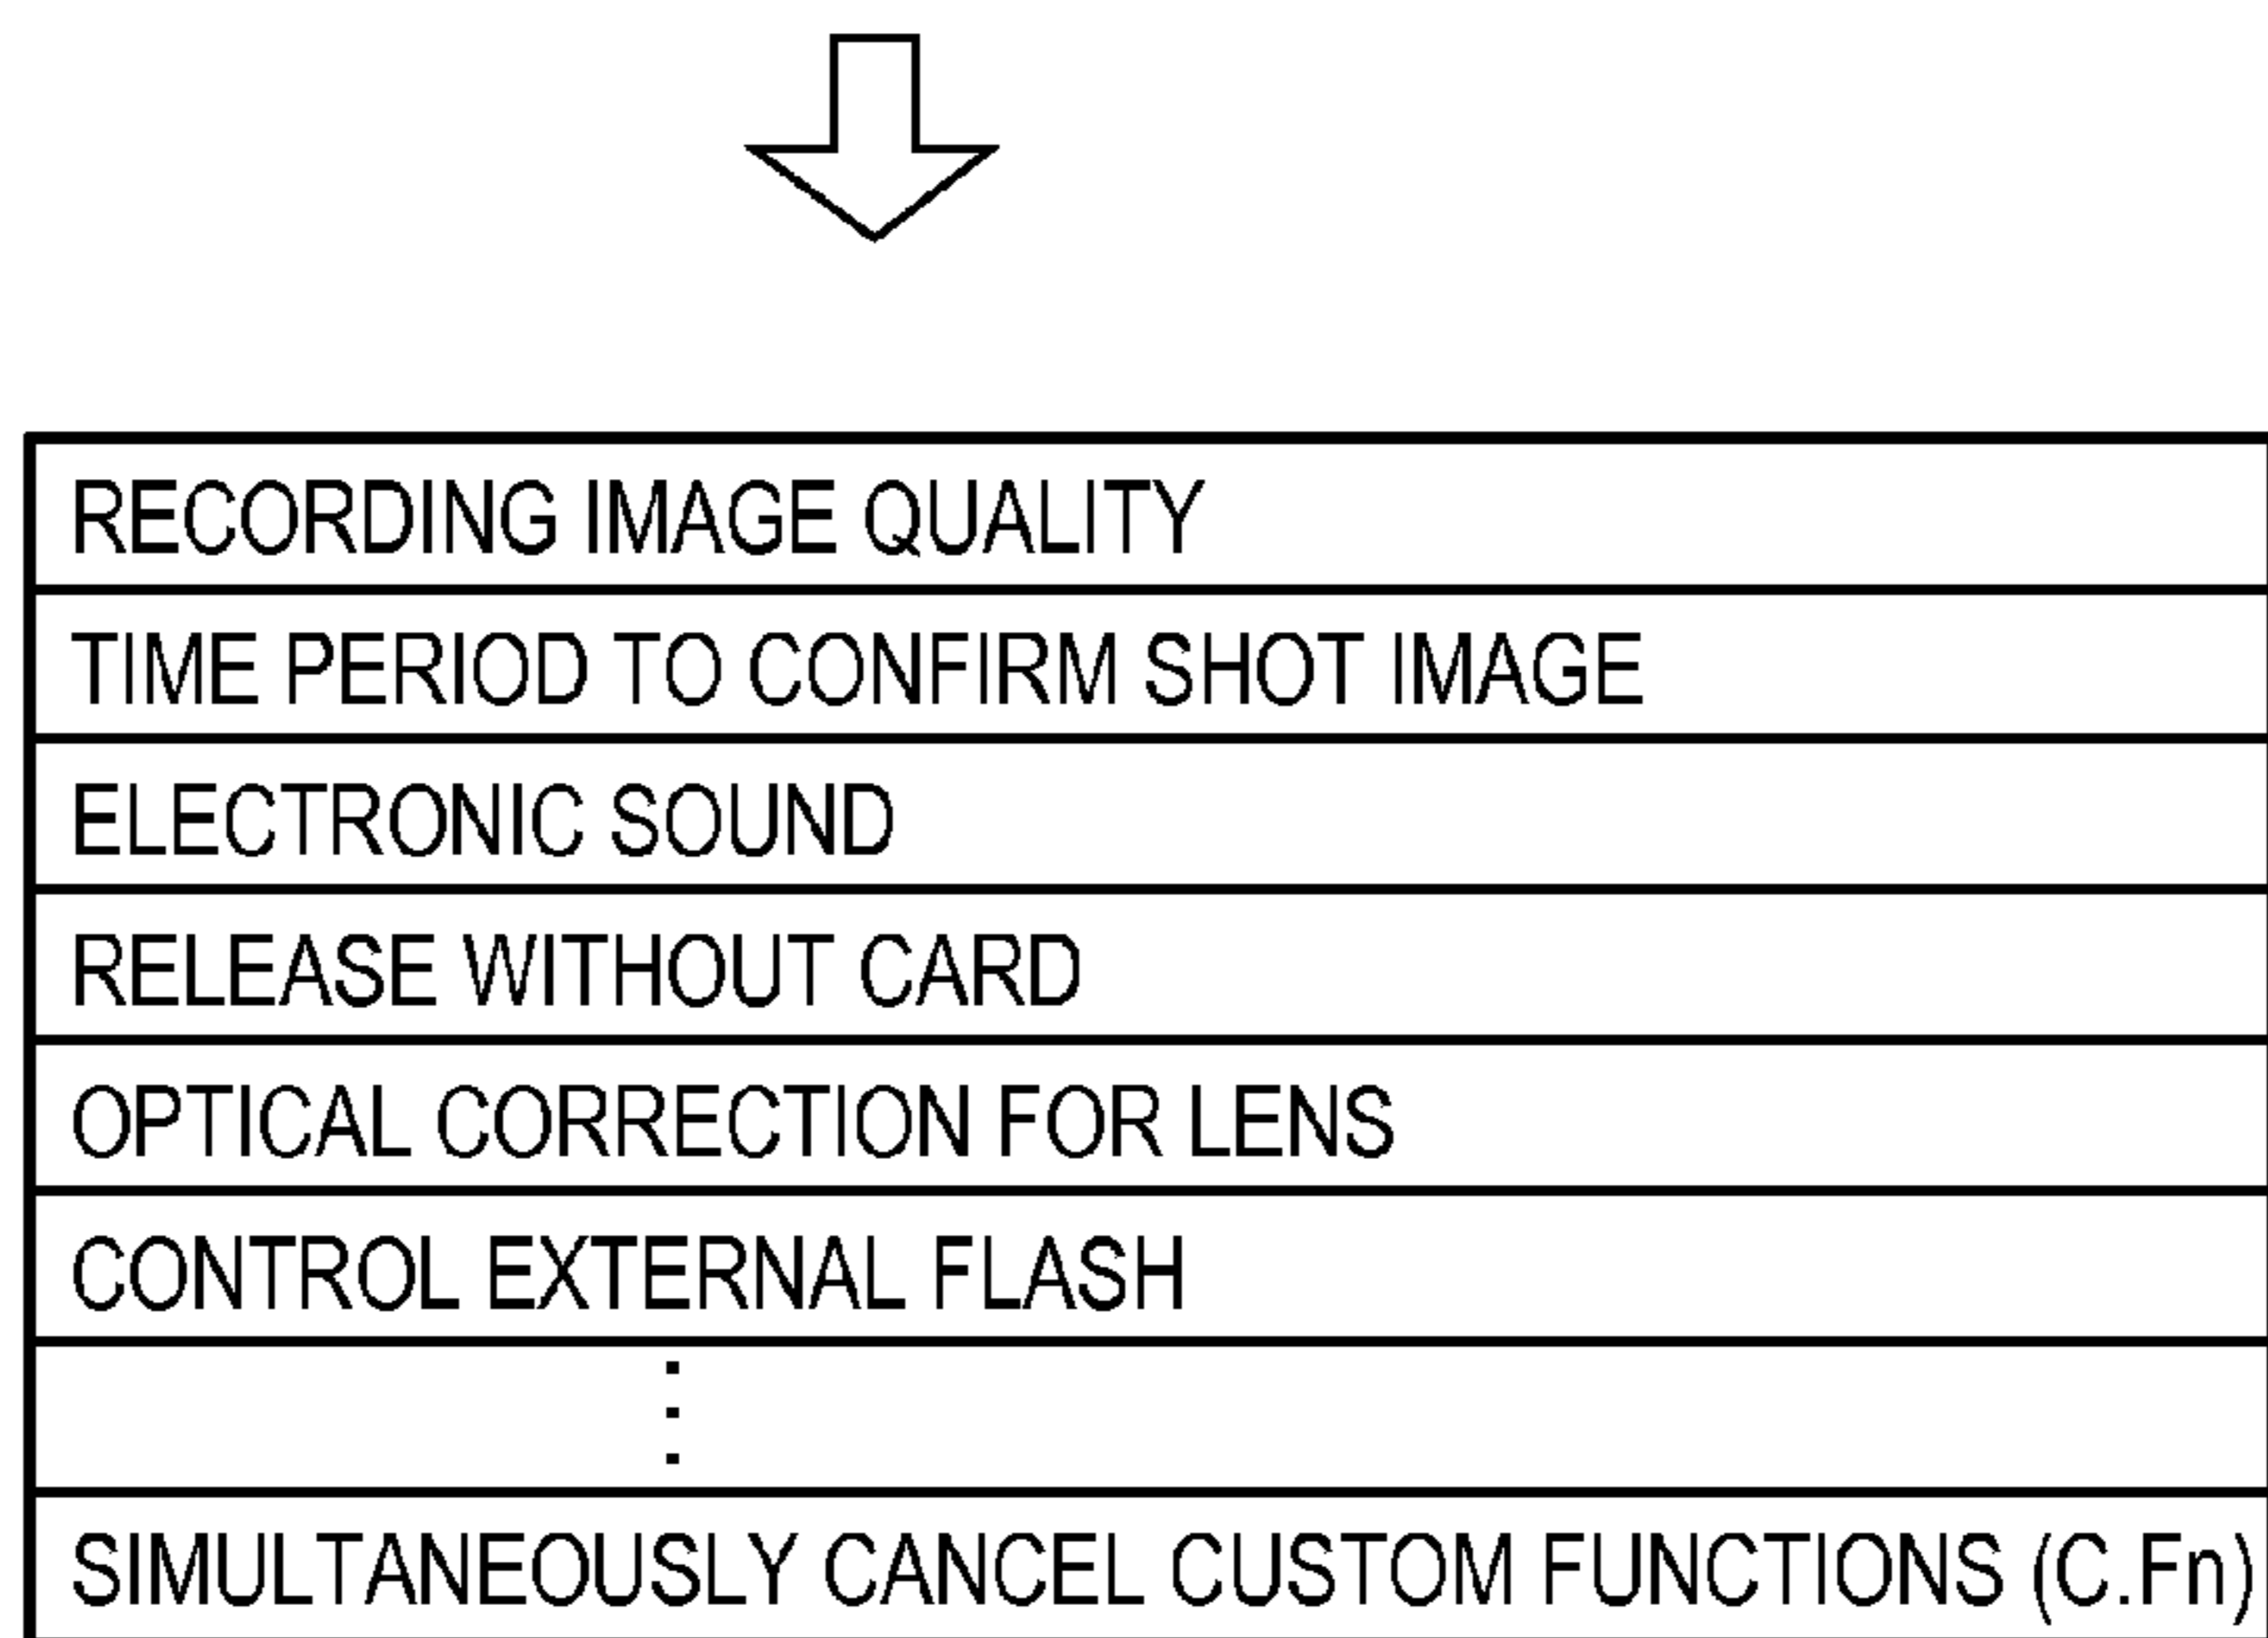 RECORDING IMAGE QUALITY
TIME PERIOD TO CONFIRM SHOT IMAGE
ELECTRONIC SOUND
RELEASE WITHOUT CARD
OPTICAL CORRECTION FOR LENS
CONTROL EXTERNAL FLASH
⋮
SIMULTANEOUSLY CANCEL CUSTOM FUNCTIONS (C.Fn)